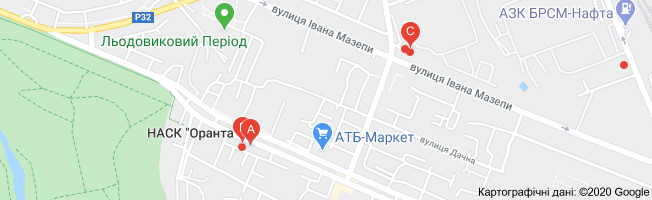 P32
вулиця Івана Мазепи
С
АЗК БРСМ-Нафта
Льодовиковий Період
вулиця Івана Мазепи
НАСК "Оранта
А
АТБ-Маркет
вулиця Дачна
Картографічні дані: ©2020 Google